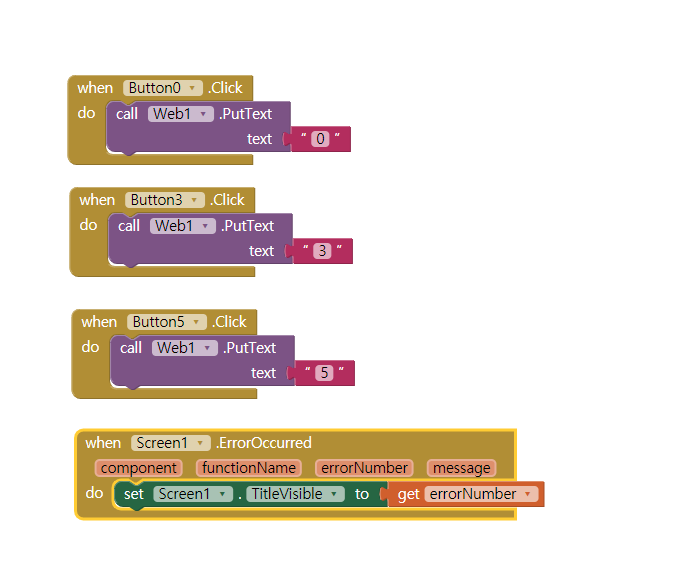 when Button0 .Click
do call Web1 .PutText
text " 0 "
when Button3 .Click
do call Web1 .PutText
text " 3 "
when Button5 .Click
do call Web1 .PutText
text " 5 "
when Screen1 .ErrorOccurred
component functionName errorNumber message
do set Screen1 . TitleVisible to get errorNumber